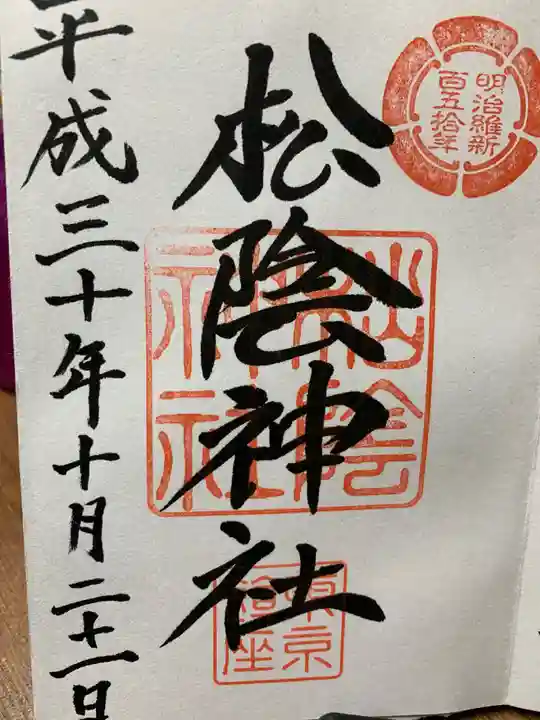 明治維新
百五拾年
松陰神社
松陰神社
東京
世田谷
平成三十年十月二十一日